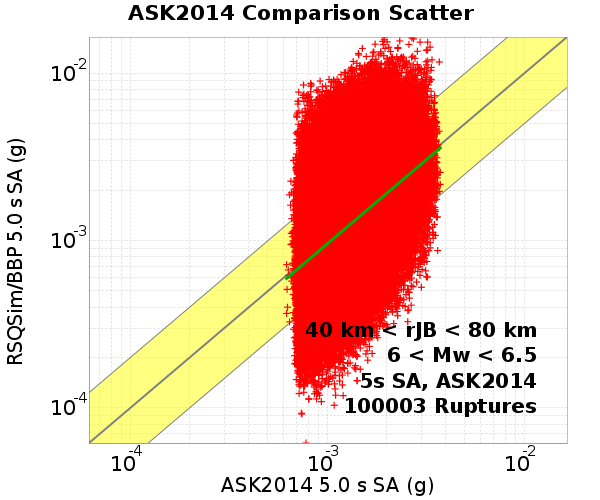 ASK2014 Comparison Scatter
RSQSim/BBP 5.0 s SA (g)
10-2
10-3
10-4
40 km < rJB < 80 km
6 < Mw < 6.5
5s SA, ASK2014
100003 Ruptures
10-4 10-3 10-2
ASK2014 5.0 s SA (g)